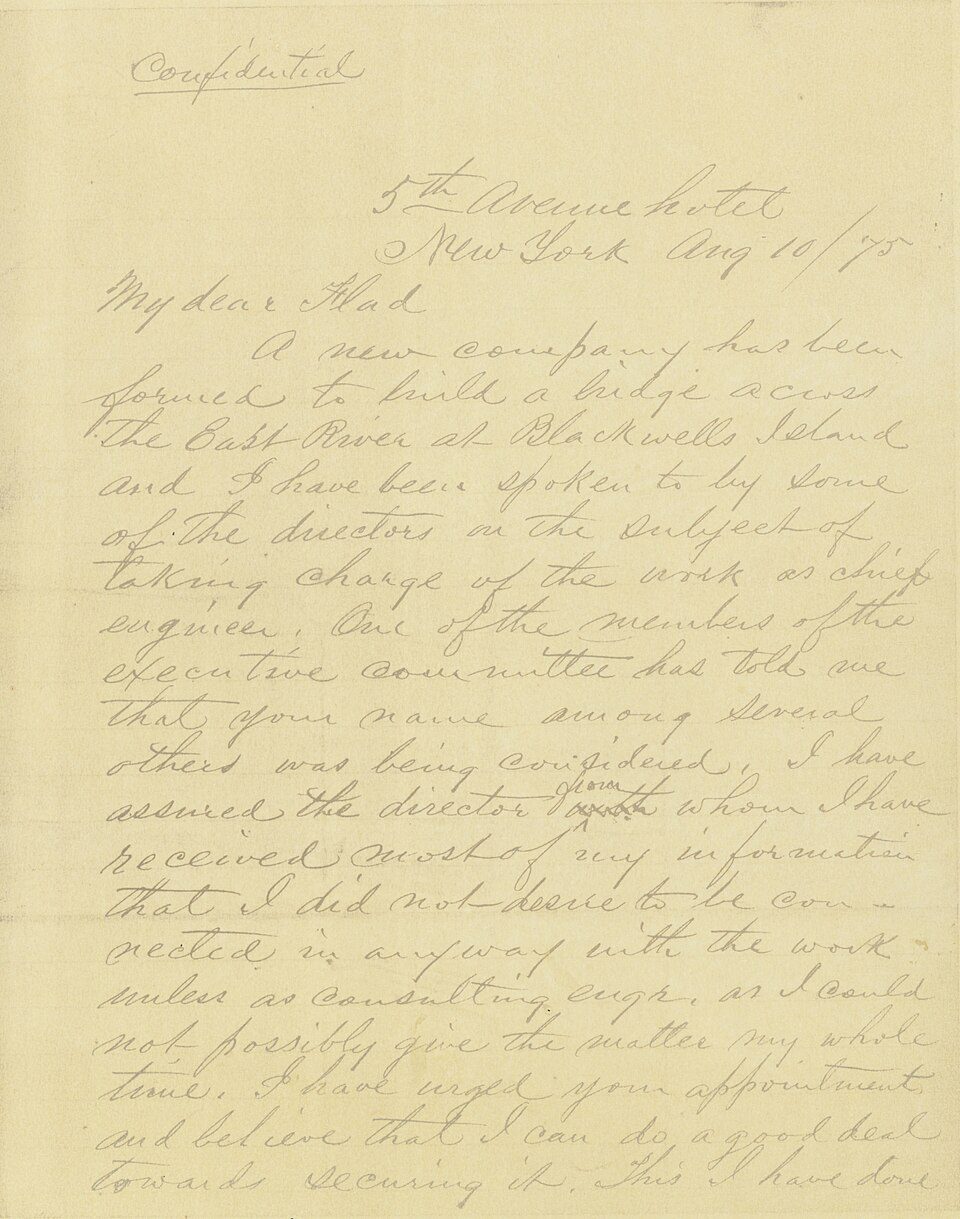 Confidential
5th Avenue hotel
New York Aug 10/75
My dear Flad
A new company has been
formed to build a bridge across
the East River at Blackwells Island
and I have been spoken to by some
of the directors on the subject of
taking charge of the work as chief
engineer. One of the members of the
executive committee has told me
that your name among several
others was being considered. I have
assured the director from with whom I have
received most of my information
that I did not desire to be con-
nected in anyway with the work
unless as consulting engr. as I could
not possibly give the matter my whole
time. I have urged your appointment
and believe that I can do a good deal
towards securing it. This I have done